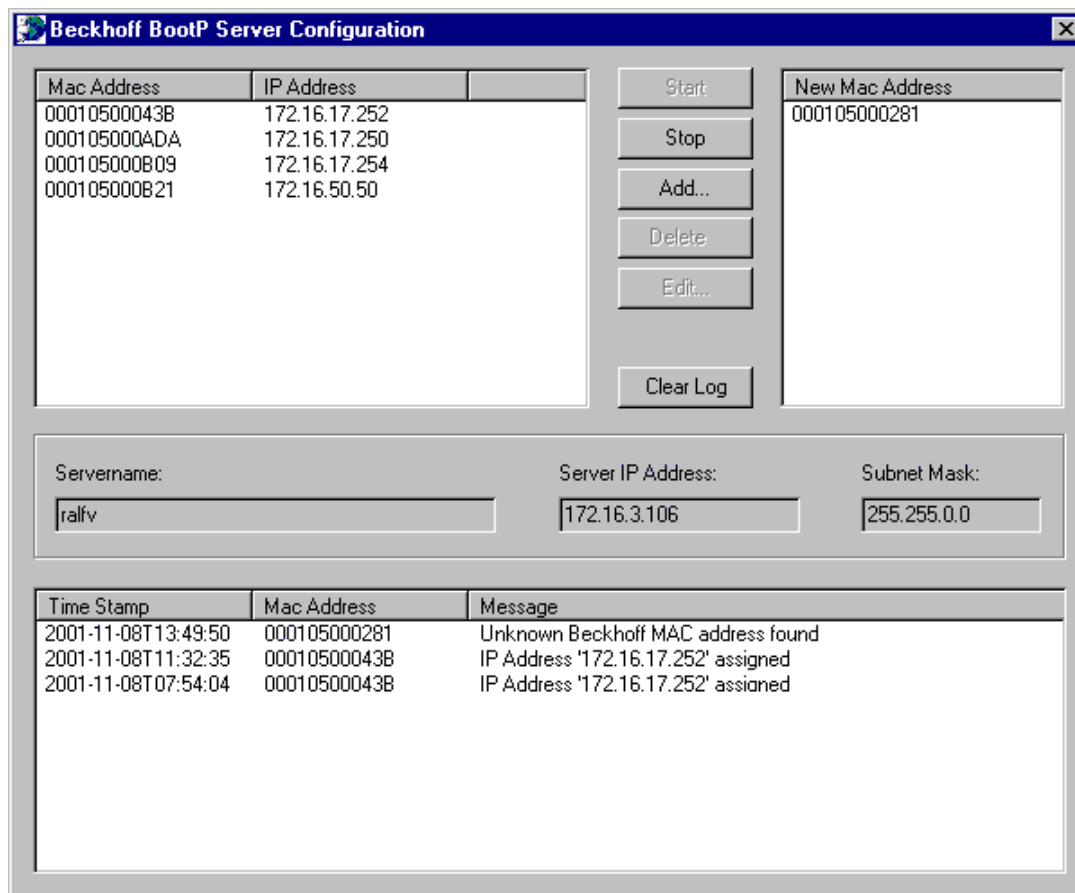 Beckhoff BootP Server Configuration
Mac Address IP Address
00010500043B 172.16.17.252
000105000ADA 172.16.17.250
000105000B09 172.16.17.254
000105000B21 172.16.50.50
Start
Stop
Add...
Delete
Edit...
Clear Log
New Mac Address
000105000281
Servername: Server IP Address: Subnet Mask:
ralfv 172.16.3.106 255.255.0.0
Time Stamp Mac Address Message
2001-11-08T13:49:50 000105000281 Unknown Beckhoff MAC address found
2001-11-08T11:32:35 00010500043B IP Address '172.16.17.252' assigned
2001-11-08T07:54:04 00010500043B IP Address '172.16.17.252' assigned